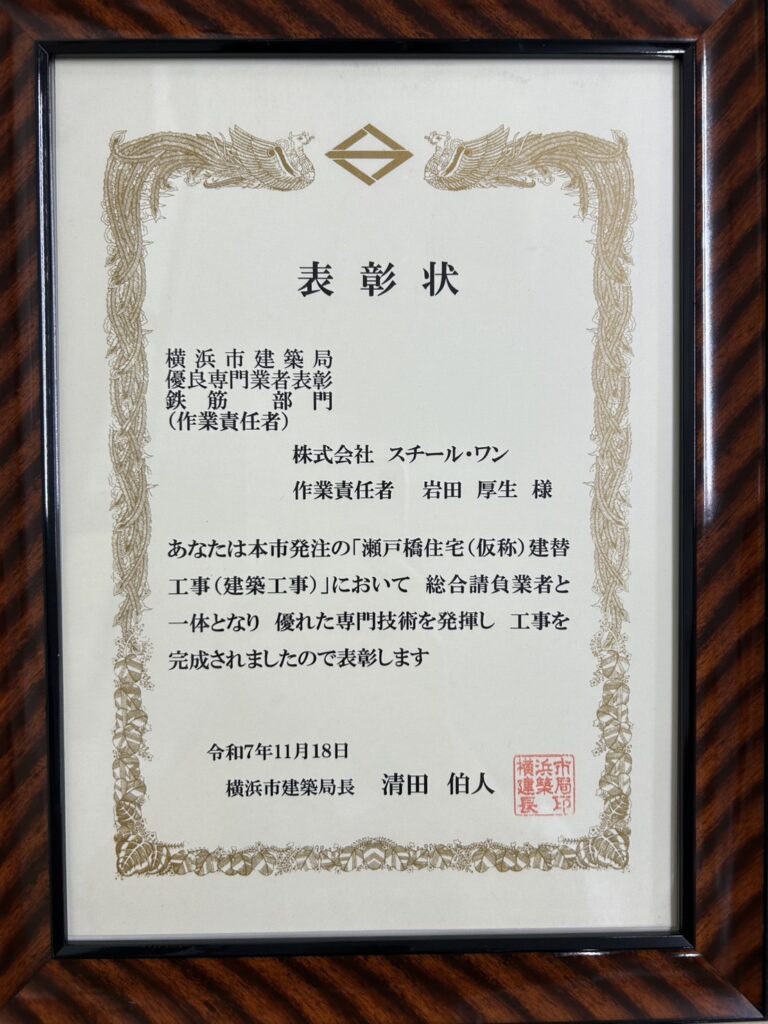 表彰状
横浜市建築局
優良専門業者表彰
鉄筋　部門
(作業責任者)
株式会社 スチール・ワン
作業責任者　岩田 厚生 様
あなたは本市発注の「瀬戸橋住宅(仮称)建替
工事(建築工事)」において 総合請負業者と
一体となり 優れた専門技術を発揮し 工事を
完成されましたので表彰します
令和7年11月18日
横浜市建築局長　清田 伯人
横浜市建築局長印